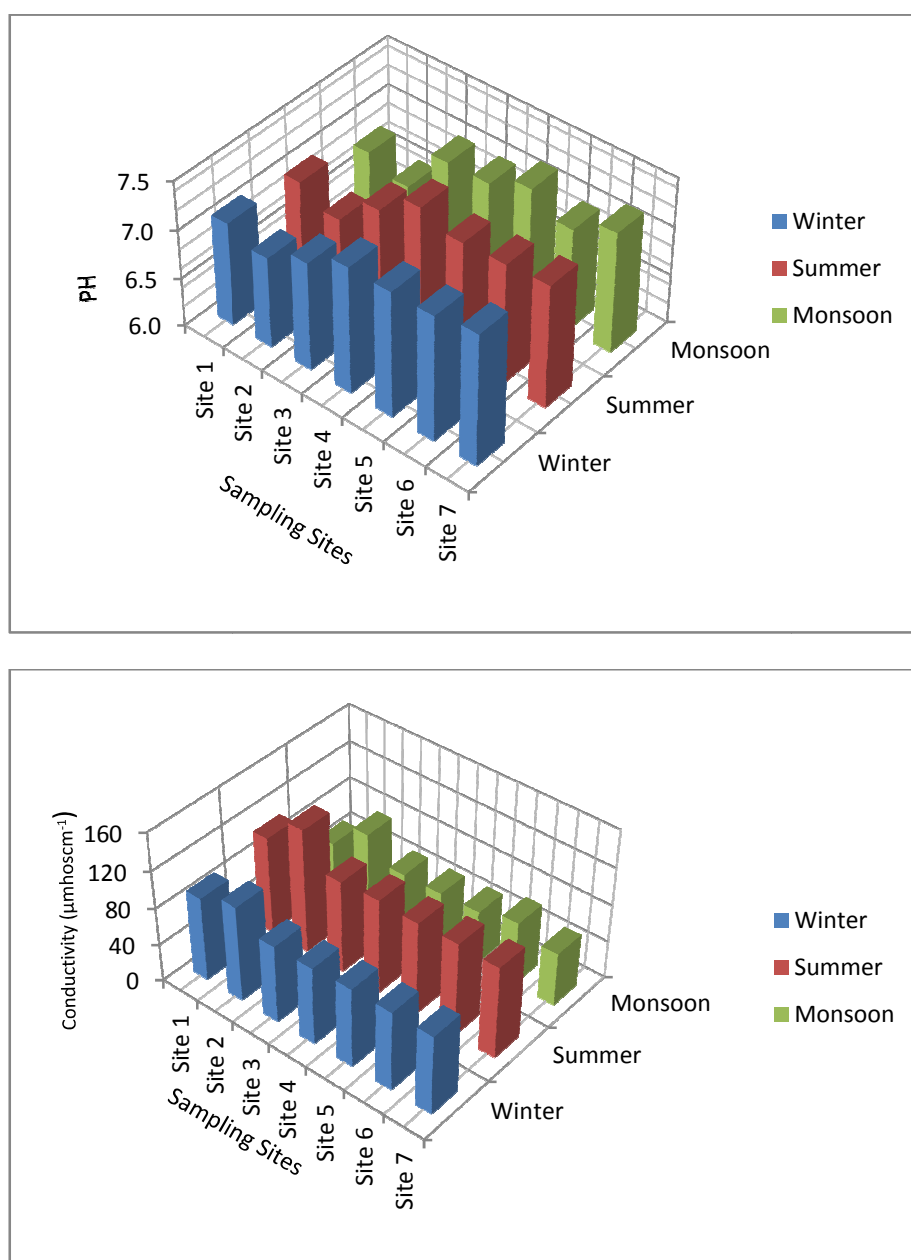 7.5
7.0
6.5
6.0
PH
Site 1
Site 2
Site 3
Site 4
Site 5
Site 6
Site 7
Sampling Sites
Winter
Summer
Monsoon
Winter
Summer
Monsoon
160
120
80
40
0
Conductivity (µmhoscm⁻¹)
Site 1
Site 2
Site 3
Site 4
Site 5
Site 6
Site 7
Sampling Sites
Winter
Summer
Monsoon
Winter
Summer
Monsoon